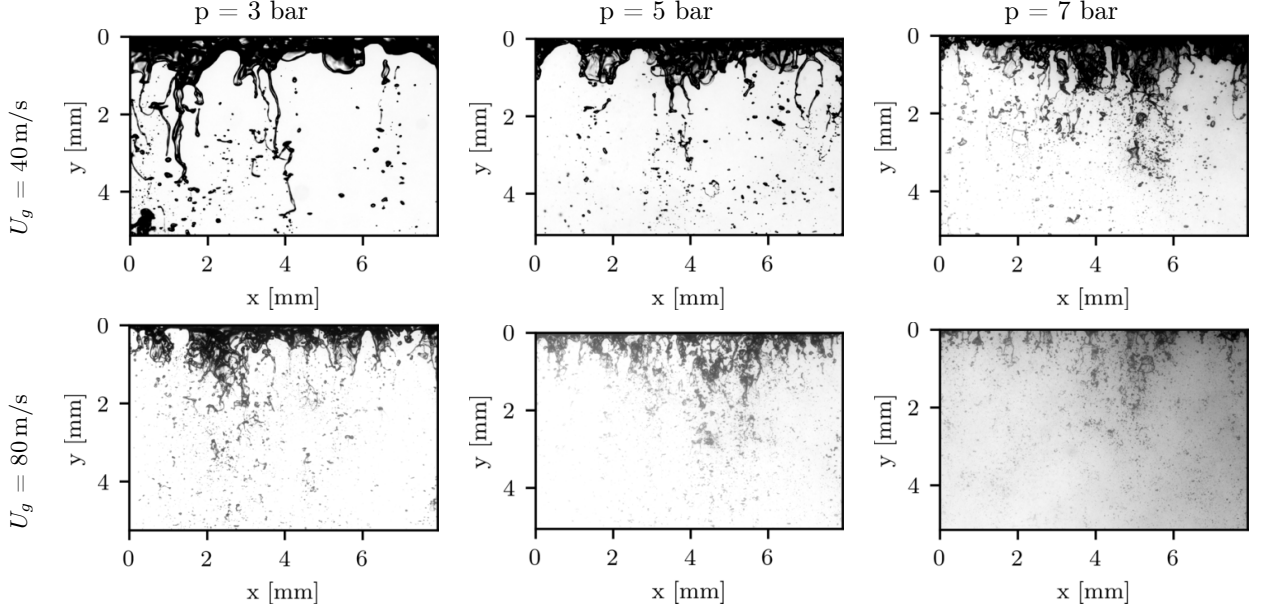 p = 3 bar
p = 5 bar
p = 7 bar
U_g = 40 m/s
y [mm]
0
2
4
0 2 4 6
x [mm]
y [mm]
0
2
4
0 2 4 6
x [mm]
y [mm]
0
2
4
0 2 4 6
x [mm]
U_g = 80 m/s
y [mm]
0
2
4
0 2 4 6
x [mm]
y [mm]
0
2
4
0 2 4 6
x [mm]
y [mm]
0
2
4
0 2 4 6
x [mm]